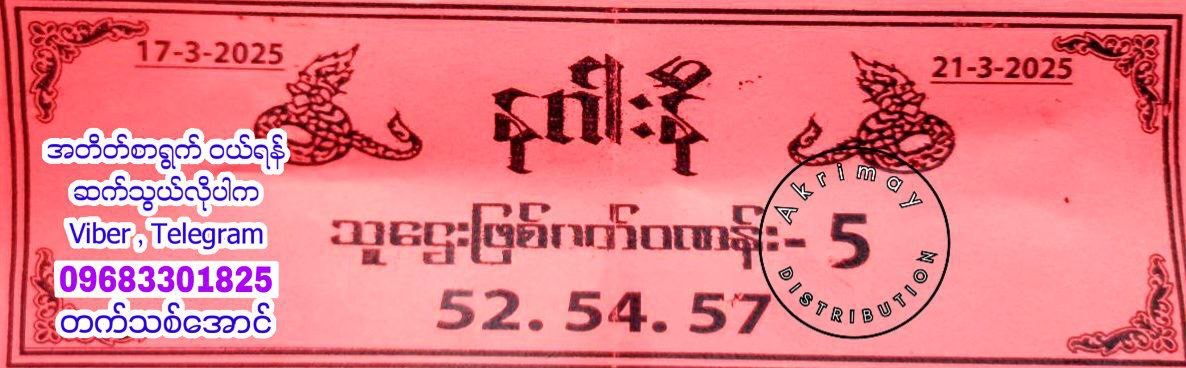 17-3-2025
နဂါးနီ
21-3-2025
အတိတ်စာရွက် ဝယ်ရန်
ဆက်သွယ်လိုပါက
Viber , Telegram
09683301825
တက်သစ်အောင်
သူဌေးဖြစ်ဂတ်ဝဏန်း- 5
52. 54. 57
Akrimay
DISTRIBUTION